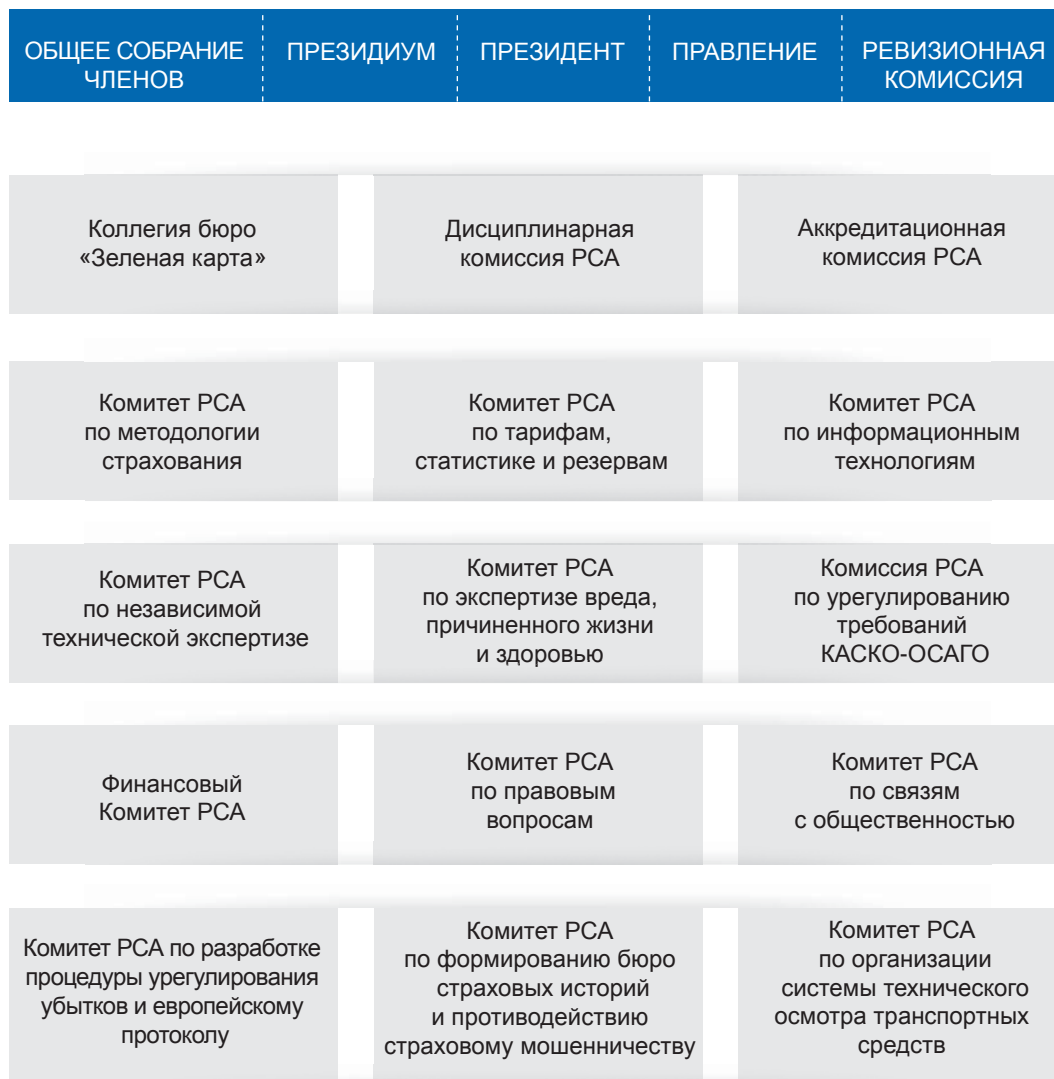 ОБЩЕЕ СОБРАНИЕ
ЧЛЕНОВ
ПРЕЗИДИУМ
ПРЕЗИДЕНТ
ПРАВЛЕНИЕ
РЕВИЗИОННАЯ
КОМИССИЯ
Коллегия бюро
«Зеленая карта»
Дисциплинарная
комиссия РСА
Аккредитационная
комиссия РСА
Комитет РСА
по методологии
страхования
Комитет РСА
по тарифам,
статистике и резервам
Комитет РСА
по информационным
технологиям
Комитет РСА
по независимой
технической экспертизе
Комитет РСА
по экспертизе вреда,
причиненного жизни
и здоровью
Комиссия РСА
по урегулированию
требований
КАСКО-ОСАГО
Финансовый
Комитет РСА
Комитет РСА
по правовым
вопросам
Комитет РСА
по связям
с общественностью
Комитет РСА по разработке
процедуры урегулирования
убытков и европейскому
протоколу
Комитет РСА
по формированию бюро
страховых историй
и противодействию
страховому мошенничеству
Комитет РСА
по организации
системы технического
осмотра транспортных
средств